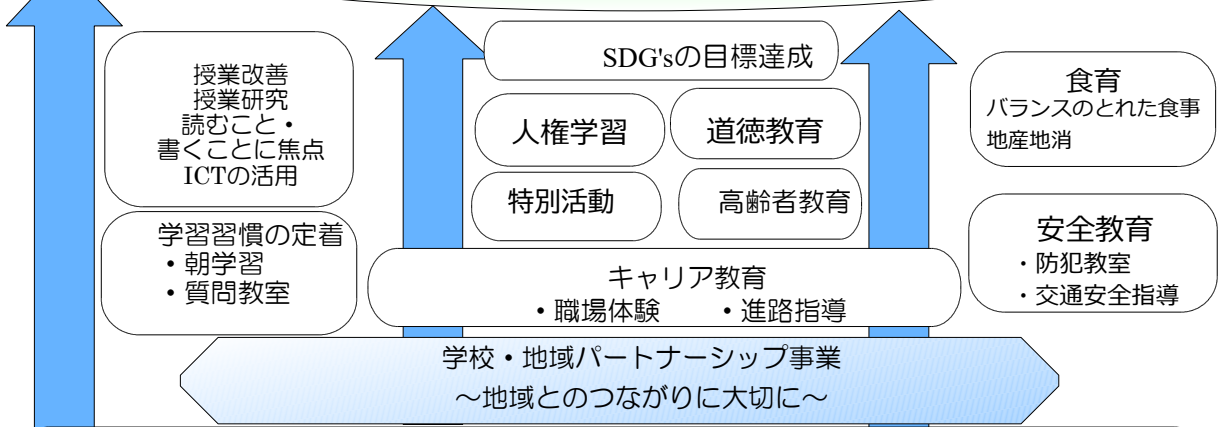 授業改善
授業研究
読むこと・
書くことに焦点
ICTの活用
学習習慣の定着
・朝学習
・質問教室
SDG'sの目標達成
人権学習
道徳教育
特別活動
高齢者教育
キャリア教育
・職場体験 ・進路指導
食育
バランスのとれた食事
地産地消
安全教育
・防犯教室
・交通安全指導
学校・地域パートナーシップ事業
～地域とのつながりに大切に～